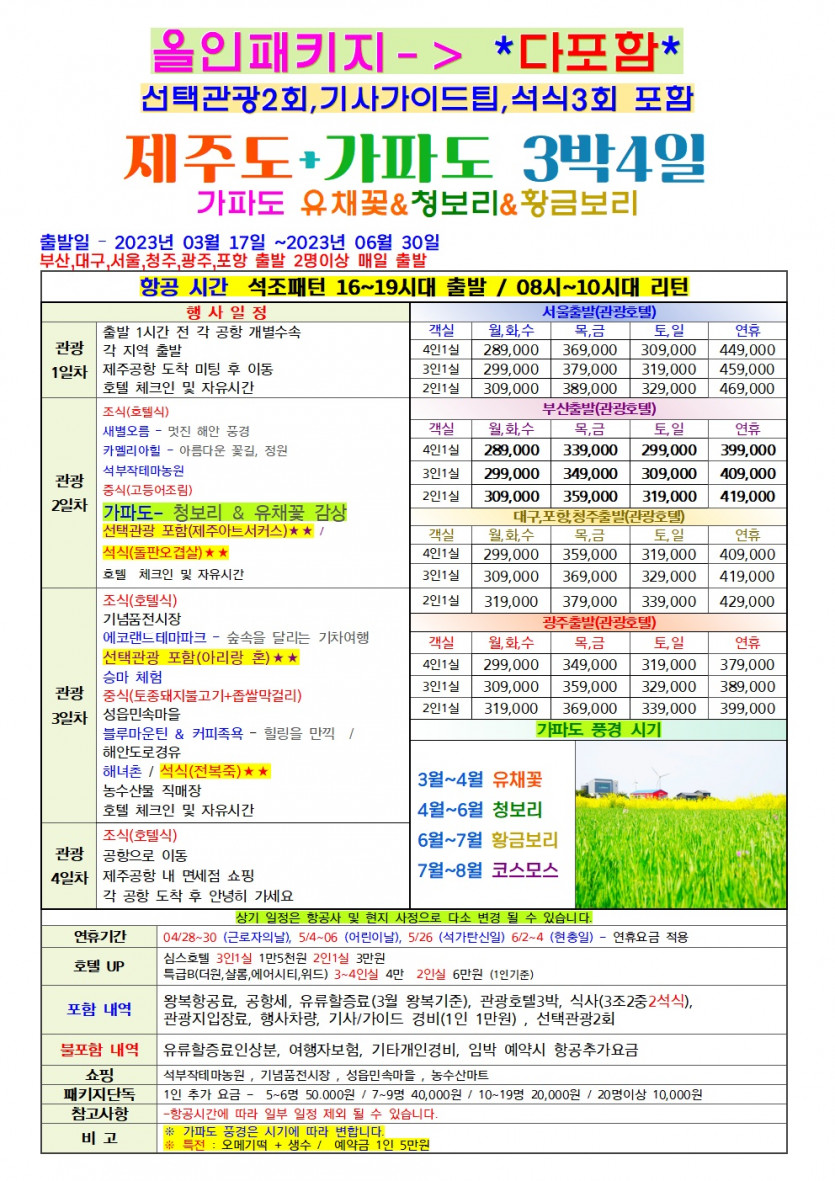 올인패키지-> *다포함*
선택관광2회,기사가이드팁,석식3회 포함
제주도+가파도 3박4일
가파도 유채꽃&청보리&황금보리
출발일 - 2023년 03월 17일 ~2023년 06월 30일
부산,대구,서울,청주,광주,포항 출발 2명이상 매일 출발
항공 시간 석조패턴 16~19시대 출발 / 08시~10시대 리턴
행 사 일 정
관광
1일차
출발 1시간 전 각 공항 개별수속
각 지역 출발
제주공항 도착 미팅 후 이동
호텔 체크인 및 자유시간
관광
2일차
조식(호텔식)
새별오름 - 멋진 해안 풍경
카멜리아힐 - 아름다운 꽃길, 정원
석부작테마농원
중식(고등어조림)
가파도- 청보리 & 유채꽃 감상
선택관광 포함(제주아트서커스)★★ /
석식(돌판오겹살)★★
호텔 체크인 및 자유시간
관광
3일차
조식(호텔식)
기념품전시장
에코랜드테마파크 - 숲속을 달리는 기차여행
선택관광 포함(아리랑 혼)★★
승마 체험
중식(토종돼지불고기+좁쌀막걸리)
성읍민속마을
블루마운틴 & 커피족욕 - 힐링을 만끽 /
해안도로경유
해녀촌 / 석식(전복죽)★★
농수산물 직매장
호텔 체크인 및 자유시간
관광
4일차
조식(호텔식)
공항으로 이동
제주공항 내 면세점 쇼핑
각 공항 도착 후 안녕히 가세요
서울출발(관광호텔)
객실 월,화,수 목,금 토,일 연휴
4인1실 289,000 369,000 309,000 449,000
3인1실 299,000 379,000 319,000 459,000
2인1실 309,000 389,000 329,000 469,000
부산출발(관광호텔)
객실 월,화,수 목,금 토,일 연휴
4인1실 289,000 339,000 299,000 399,000
3인1실 299,000 349,000 309,000 409,000
2인1실 309,000 359,000 319,000 419,000
대구,포항,청주출발(관광호텔)
객실 월,화,수 목,금 토,일 연휴
4인1실 299,000 359,000 319,000 409,000
3인1실 309,000 369,000 329,000 419,000
2인1실 319,000 379,000 339,000 429,000
광주출발(관광호텔)
객실 월,화,수 목,금 토,일 연휴
4인1실 299,000 349,000 319,000 379,000
3인1실 309,000 359,000 329,000 389,000
2인1실 319,000 369,000 339,000 399,000
가파도 풍경 시기
3월~4월 유채꽃
4월~6월 청보리
6월~7월 황금보리
7월~8월 코스모스
상기 일정은 항공사 및 현지 사정으로 다소 변경 될 수 있습니다.
연휴기간 04/28~30 (근로자의날), 5/4~06 (어린이날), 5/26 (석가탄신일) 6/2~4 (현충일) - 연휴요금 적용
호텔 UP
심스호텔 3인1실 1만5천원 2인1실 3만원
특급B(더원,샬롬,에어시티,위드) 3~4인실 4만 2인실 6만원 (1인기준)
포함 내역
왕복항공료, 공항세, 유류할증료(3월 왕복기준), 관광호텔3박, 식사(3조2중2석식),
관광지입장료, 행사차량, 기사/가이드 경비(1인 1만원) , 선택관광2회
불포함 내역 유류할증료인상분, 여행자보험, 기타개인경비, 임박 예약시 항공추가요금
쇼핑 석부작테마농원 , 기념품전시장 , 성읍민속마을 , 농수산마트
패키지단독 1인 추가 요금 - 5~6명 50.000원 / 7~9명 40,000원 / 10~19명 20,000원 / 20명이상 10,000원
참고사항 -항공시간에 따라 일부 일정 제외 될 수 있습니다.
비 고
※ 가파도 풍경은 시기에 따라 변합니다.
※ 특전 : 오메기떡 + 생수 / 예약금 1인 5만원